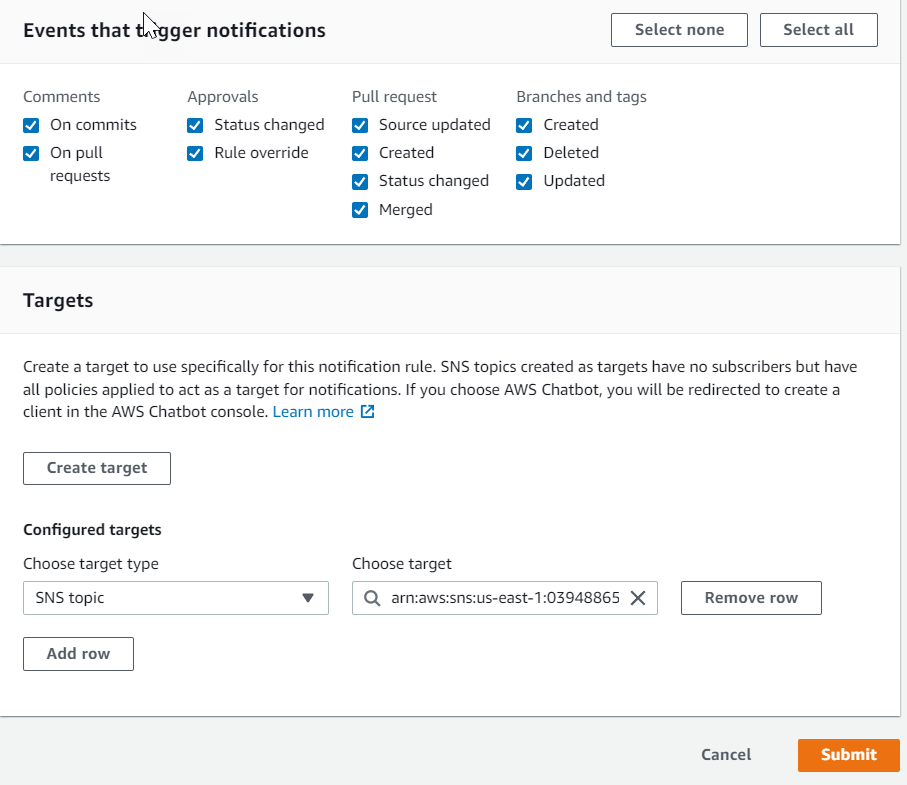 Events that trigger notifications
Select none
Select all
Comments
On commits
On pull
requests
Approvals
Status changed
Rule override
Pull request
Source updated
Created
Status changed
Merged
Branches and tags
Created
Deleted
Updated
Targets
Create a target to use specifically for this notification rule. SNS topics created as targets have no subscribers but have
all policies applied to act as a target for notifications. If you choose AWS Chatbot, you will be redirected to create a
client in the AWS Chatbot console. Learn more
Create target
Configured targets
Choose target type
SNS topic
Choose target
arn:aws:sns:us-east-1:03948865
Remove row
Add row
Cancel
Submit